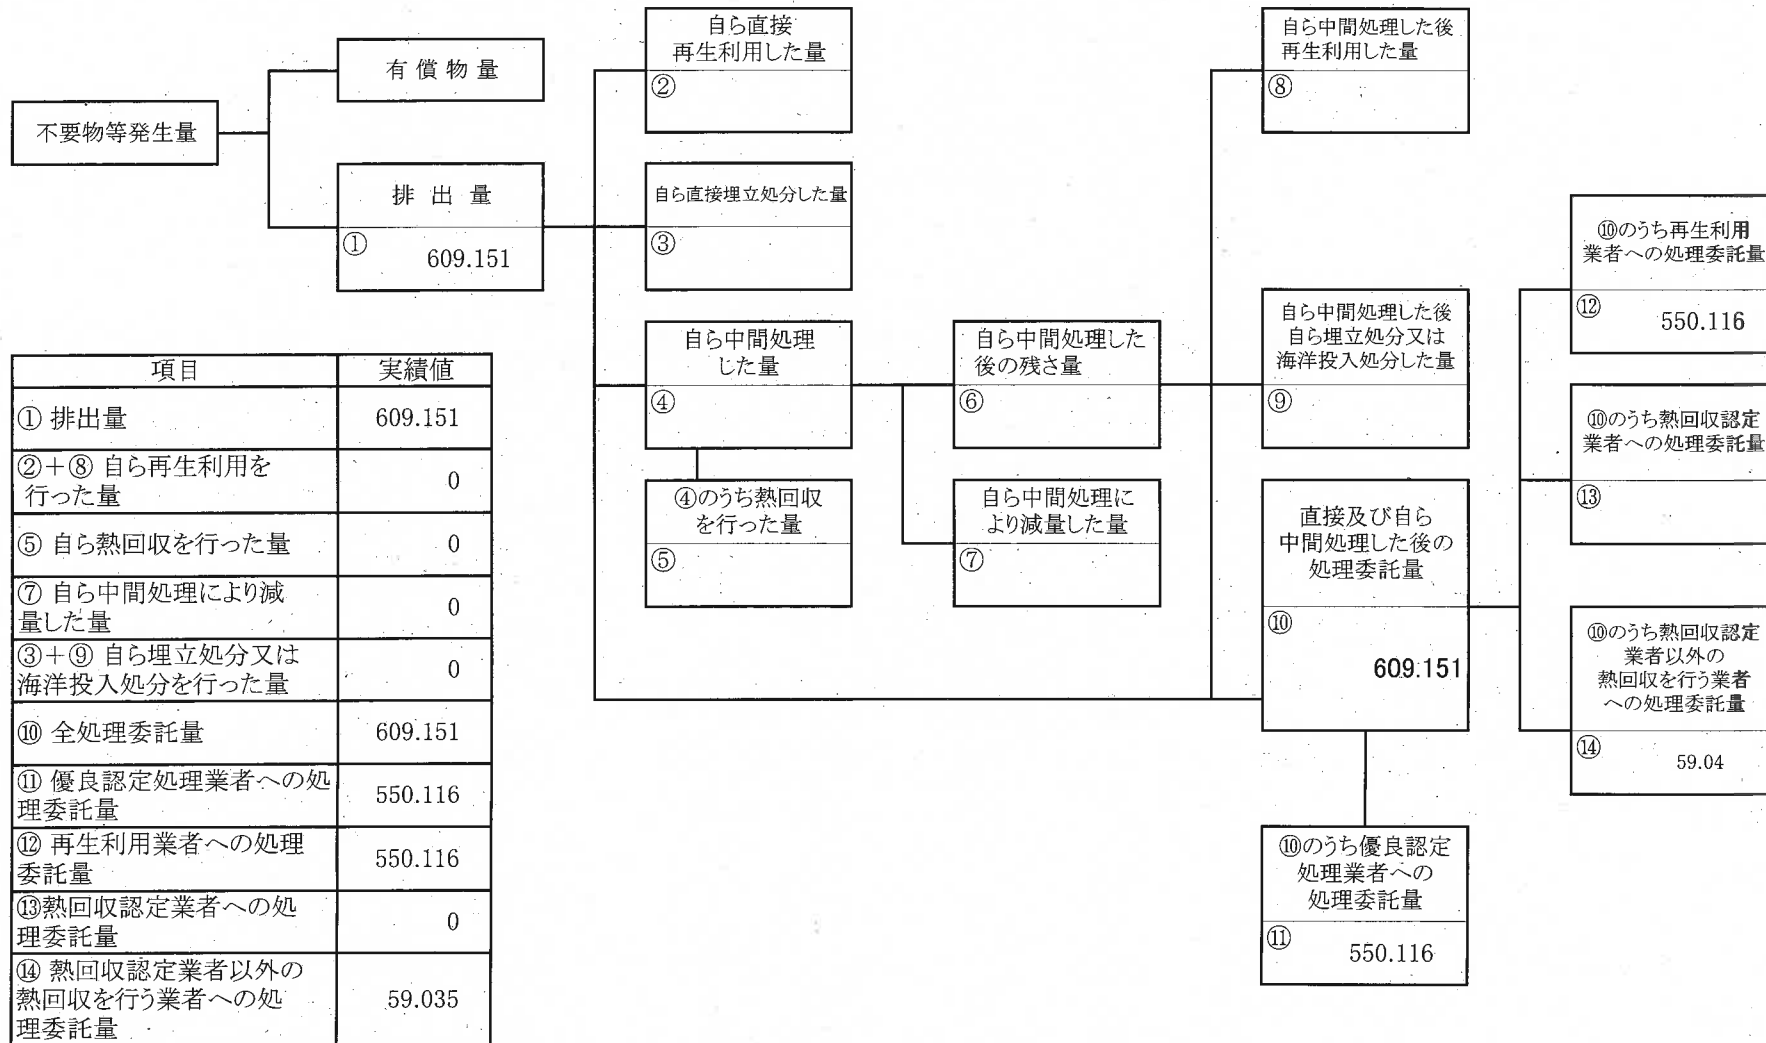 不要物等発生量
有償物量
排出量
①
609.151
自ら直接
再生利用した量
②
自ら直接埋立処分した量
③
自ら中間処理
した量
④
④のうち熱回収
を行った量
⑤
自ら中間処理した
後の残さ量
⑥
自ら中間処理に
より減量した量
⑦
自ら中間処理した後
再生利用した量
⑧
自ら中間処理した後
自ら埋立処分又は
海洋投入処分した量
⑨
直接及び自ら
中間処理した後の
処理委託量
⑩
609.151
⑩のうち優良認定
処理業者への
処理委託量
⑪
550.116
⑩のうち再生利用
業者への処理委託量
⑫
550.116
⑩のうち熱回収認定
業者への処理委託量
⑬
⑩のうち熱回収認定
業者以外の
熱回収を行う業者
への処理委託量
⑭
59.04
項目 実績値
① 排出量 609.151
②＋⑧ 自ら再生利用を
行った量 0
⑤ 自ら熱回収を行った量 0
⑦ 自ら中間処理により減
量した量 0
③＋⑨ 自ら埋立処分又は
海洋投入処分を行った量 0
⑩ 全処理委託量 609.151
⑪ 優良認定処理業者への処
理委託量 550.116
⑫ 再生利用業者への処理
委託量 550.116
⑬熱回収認定業者への処
理委託量 0
⑭ 熱回収認定業者以外の
熱回収を行う業者への処
理委託量 59.035